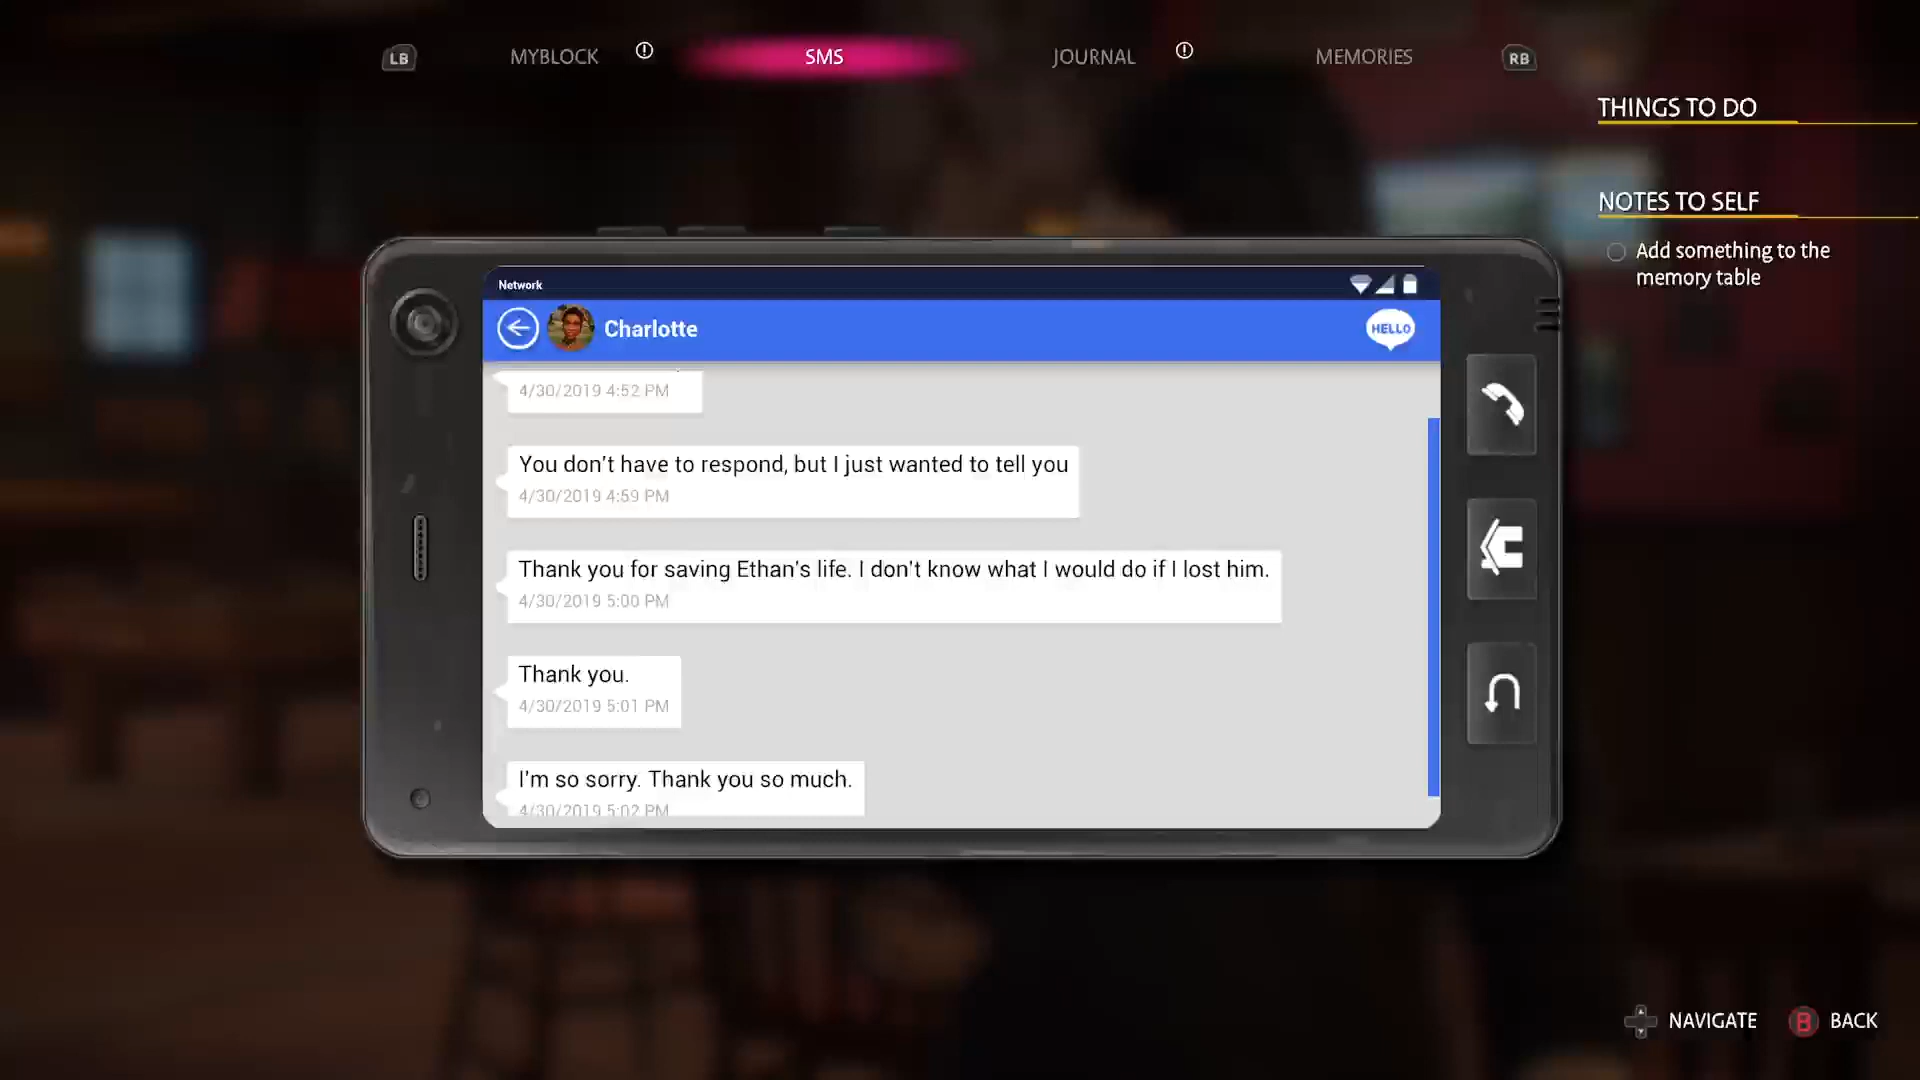 LB
MYBLOCK
SMS
JOURNAL
MEMORIES
RB
THINGS TO DO
NOTES TO SELF
Add something to the
memory table
Network
Charlotte
HELLO
4/30/2019 4:52 PM
You don't have to respond, but I just wanted to tell you
4/30/2019 4:59 PM
Thank you for saving Ethan's life. I don't know what I would do if I lost him.
4/30/2019 5:00 PM
Thank you.
4/30/2019 5:01 PM
I'm so sorry. Thank you so much.
4/30/2019 5:02 PM
NAVIGATE
B BACK